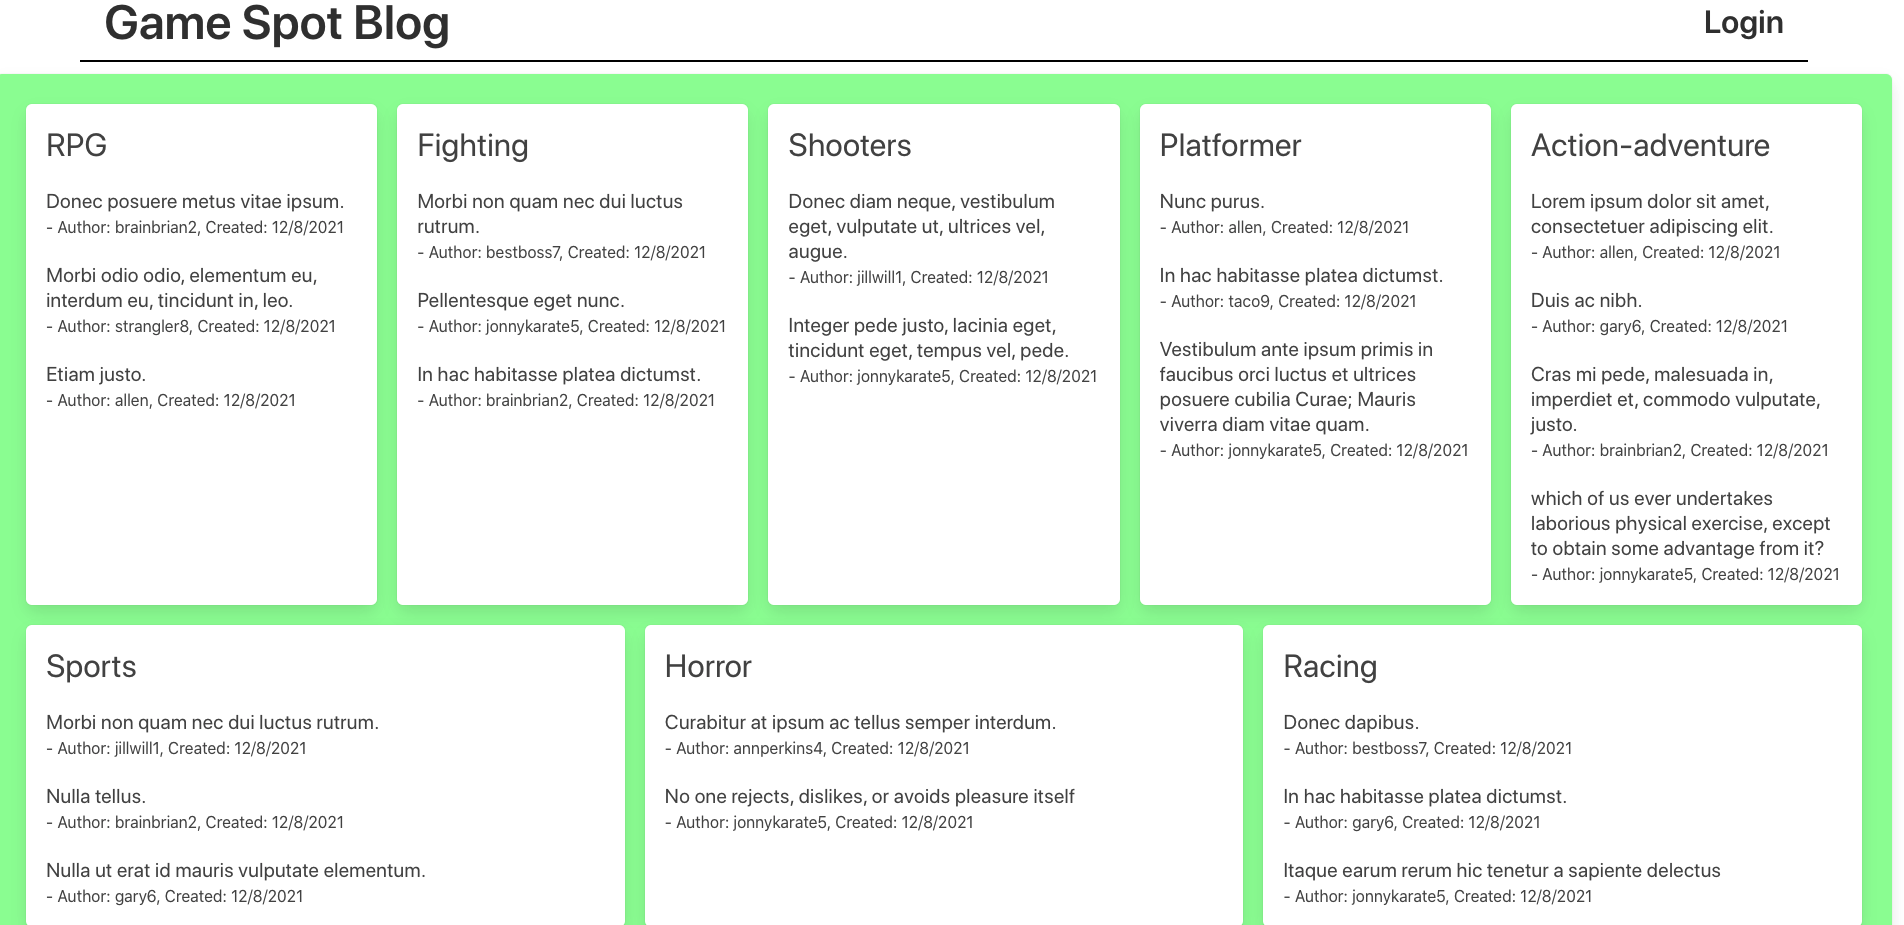 Game Spot Blog
Login
RPG
Donec posuere metus vitae ipsum.
- Author: brainbrian2, Created: 12/8/2021
Morbi odio odio, elementum eu,
interdum eu, tincidunt in, leo.
- Author: strangler8, Created: 12/8/2021
Etiam justo.
- Author: allen, Created: 12/8/2021
Fighting
Morbi non quam nec dui luctus
rutrum.
- Author: bestboss7, Created: 12/8/2021
Pellentesque eget nunc.
- Author: jonnykarate5, Created: 12/8/2021
In hac habitasse platea dictumst.
- Author: brainbrian2, Created: 12/8/2021
Shooters
Donec diam neque, vestibulum
eget, vulputate ut, ultrices vel,
augue.
- Author: jillwill1, Created: 12/8/2021
Integer pede justo, lacinia eget,
tincidunt eget, tempus vel, pede.
- Author: jonnykarate5, Created: 12/8/2021
Platformer
Nunc purus.
- Author: allen, Created: 12/8/2021
In hac habitasse platea dictumst.
- Author: taco9, Created: 12/8/2021
Vestibulum ante ipsum primis in
faucibus orci luctus et ultrices
posuere cubilia Curae; Mauris
viverra diam vitae quam.
- Author: jonnykarate5, Created: 12/8/2021
Action-adventure
Lorem ipsum dolor sit amet,
consectetuer adipiscing elit.
- Author: allen, Created: 12/8/2021
Duis ac nibh.
- Author: gary6, Created: 12/8/2021
Cras mi pede, malesuada in,
imperdiet et, commodo vulputate,
justo.
- Author: brainbrian2, Created: 12/8/2021
which of us ever undertakes
laborious physical exercise, except
to obtain some advantage from it?
- Author: jonnykarate5, Created: 12/8/2021
Sports
Morbi non quam nec dui luctus rutrum.
- Author: jillwill1, Created: 12/8/2021
Nulla tellus.
- Author: brainbrian2, Created: 12/8/2021
Nulla ut erat id mauris vulputate elementum.
- Author: gary6, Created: 12/8/2021
Horror
Curabitur at ipsum ac tellus semper interdum.
- Author: annperkins4, Created: 12/8/2021
No one rejects, dislikes, or avoids pleasure itself
- Author: jonnykarate5, Created: 12/8/2021
Racing
Donec dapibus.
- Author: bestboss7, Created: 12/8/2021
In hac habitasse platea dictumst.
- Author: gary6, Created: 12/8/2021
Itaque earum rerum hic tenetur a sapiente delectus
- Author: jonnykarate5, Created: 12/8/2021